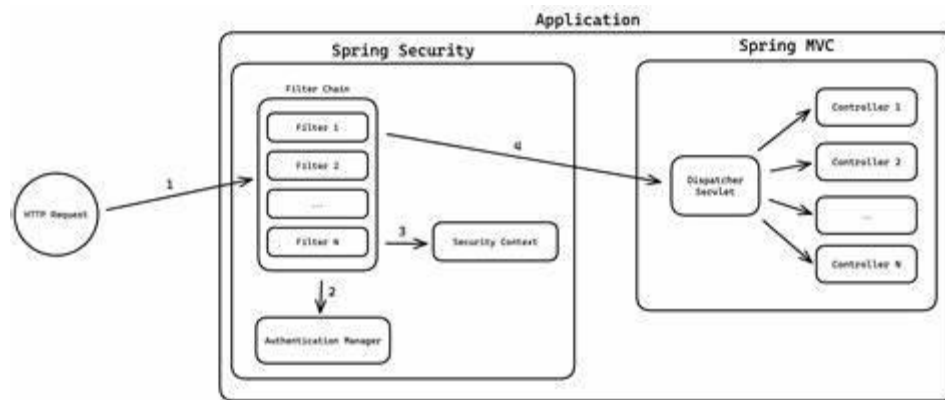 Application
Spring Security
Spring MVC
Filter Chain
Filter 1
Filter 2
...
Filter N
HTTP Request
1
2
3
4
Security Context
Authentication Manager
Dispatcher
Servlet
Controller 1
Controller 2
...
Controller N